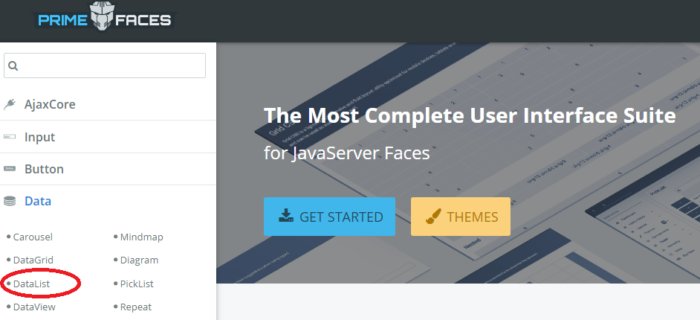 PRIME FACES
AjaxCore
Input
Button
Data
Carousel
Mindmap
DataGrid
Diagram
DataList
PickList
DataView
Repeat
The Most Complete User Interface Suite
for JavaServer Faces
GET STARTED
THEMES